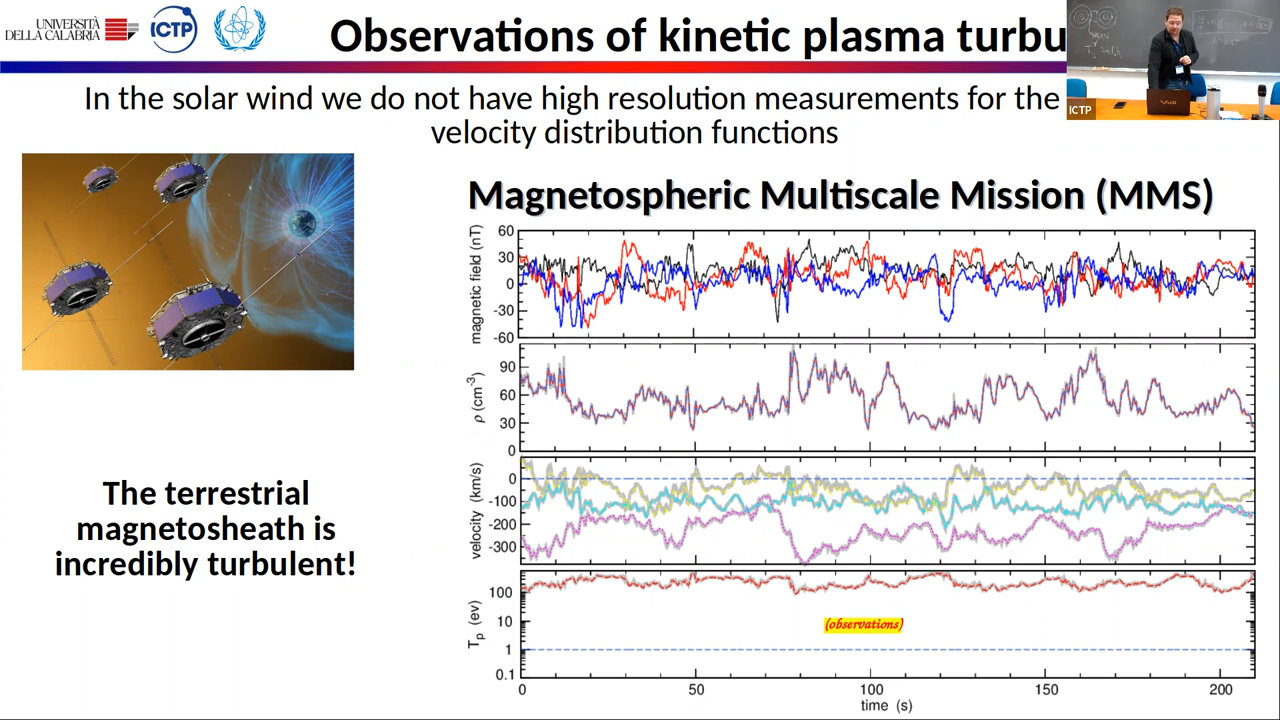 UNIVERSITÀ
DELLA CALABRIA
ICTP
Observations of kinetic plasma turbu
ICTP
In the solar wind we do not have high resolution measurements for the
velocity distribution functions
Magnetospheric Multiscale Mission (MMS)
The terrestrial
magnetosheath is
incredibly turbulent!
magnetic field (nT)
60
30
0
-30
-60
ρ (cm⁻³)
90
60
30
0
velocity (km/s)
0
-100
-200
-300
Tp (ev)
100
10
1
0.1
(observations)
0 50 100 150 200
time (s)